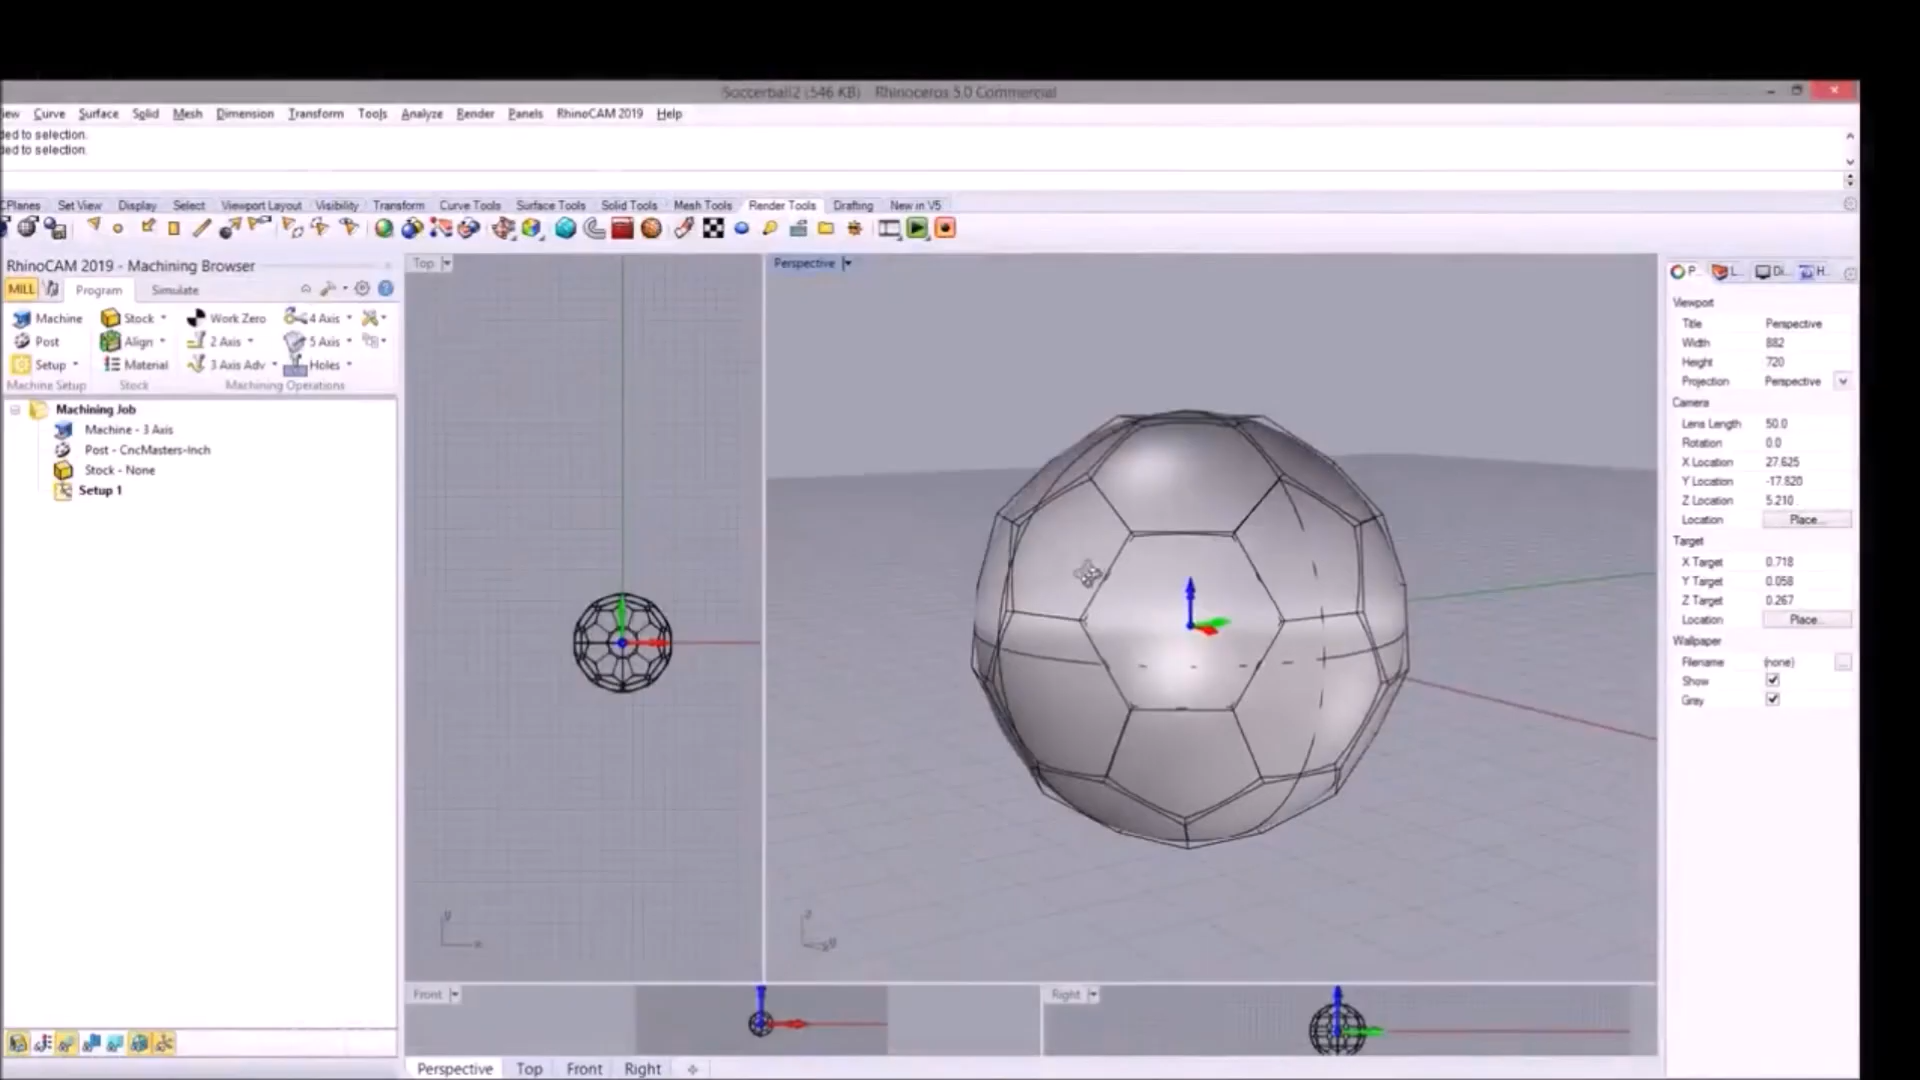 Soccerball2 (546 KB) - Rhinoceros 5.0 Commercial
iew Curve Surface Solid Mesh Dimension Transform Tools Analyze Render Panels RhinoCAM 2019 Help
ded to selection.
ded to selection.
CPlanes Set View Display Select Viewport Layout Visibility Transform Curve Tools Surface Tools Solid Tools Mesh Tools Render Tools Drafting New in V5
RhinoCAM 2019 - Machining Browser
MILL Program Simulate
Machine Stock Work Zero 4 Axis
Post Align 2 Axis 5 Axis
Setup Material 3 Axis Adv Holes
Machine Setup Stock Machining Operations
Machining Job
Machine - 3 Axis
Post - CncMasters-Inch
Stock - None
Setup 1
Top
y
x
Perspective
z
y
Front
Right
Perspective Top Front Right
P... L... Di... H...
Viewport
Title Perspective
Width 882
Height 720
Projection Perspective
Camera
Lens Length 50.0
Rotation 0.0
X Location 27.625
Y Location -17.820
Z Location 5.210
Location Place...
Target
X Target 0.718
Y Target 0.058
Z Target 0.267
Location Place...
Wallpaper
Filename (none) ...
Show
Gray